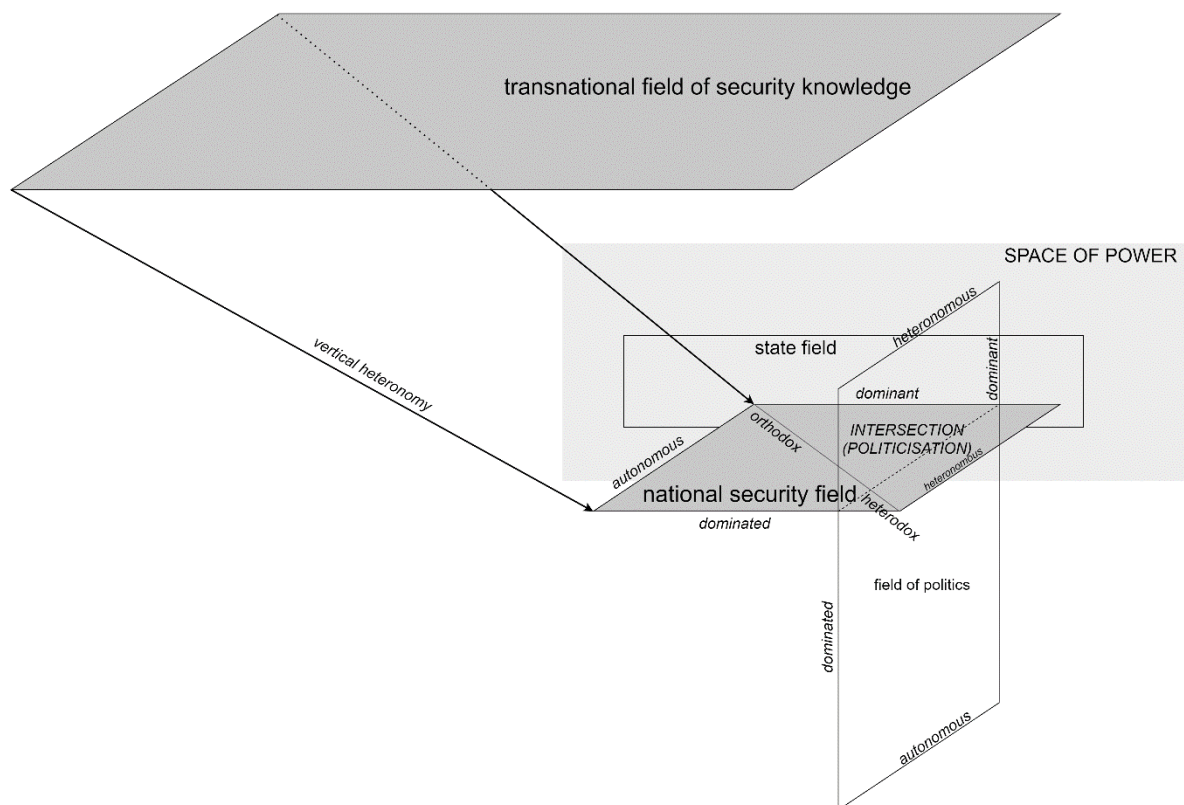 transnational field of security knowledge
SPACE OF POWER
heteronomous
state field
vertical heteronomy
dominant
dominant
orthodox
INTERSECTION
(POLITICISATION)
autonomous
heteronomous
national security field
heterodox
dominated
field of politics
dominated
autonomous